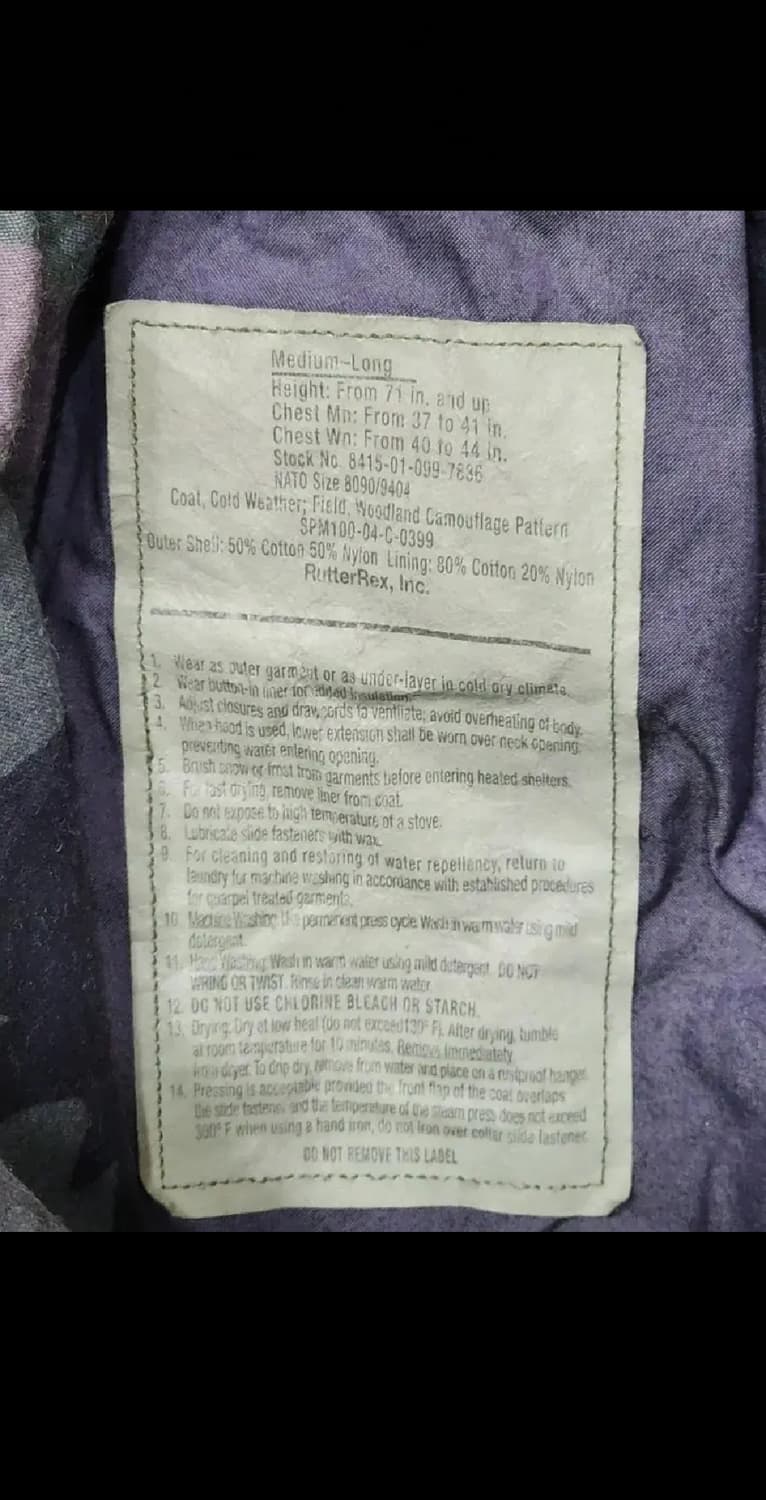 Medium-Long
Height: From 71 in. and up
Chest Mn: From 37 to 41 in.
Chest Wn: From 40 to 44 in.
Stock No. 8415-01-099-7836
NATO Size 8090/9404
Coat, Cold Weather; Field, Woodland Camouflage Pattern
SPM100-04-C-0399
Outer Shell: 50% Cotton 50% Nylon Lining: 80% Cotton 20% Nylon
RutterRex, Inc.
1. Wear as outer garment or as under-layer in cold dry climate.
2. Wear button-in liner for added insulation.
3. Adjust closures and draw cords to ventilate; avoid overheating of body.
4. When hood is used, lower extension shall be worn over neck opening
preventing water entering opening.
5. Brush snow or frost from garments before entering heated shelters.
6. For fast drying, remove liner from coat.
7. Do not expose to high temperature of a stove.
8. Lubricate slide fasteners with wax.
9. For cleaning and restoring of water repellency, return to
laundry for machine washing in accordance with established procedures
for quarpel treated garments.
10. Machine Washing: Use permanent press cycle. Wash in warm water using mild
detergent.
11. Hand Washing: Wash in warm water using mild detergent. DO NOT
WRING OR TWIST. Rinse in clean warm water.
12. DO NOT USE CHLORINE BLEACH OR STARCH.
13. Drying: Dry at low heat (do not exceed 130° F). After drying, tumble
at room temperature for 10 minutes. Remove immediately
from dryer. To drip dry, remove from water and place on a rustproof hanger.
14. Pressing is acceptable provided the front flap of the coat overlaps
the slide fastener and the temperature of the steam press does not exceed
300° F when using a hand iron, do not iron over collar slide fastener.
DO NOT REMOVE THIS LABEL